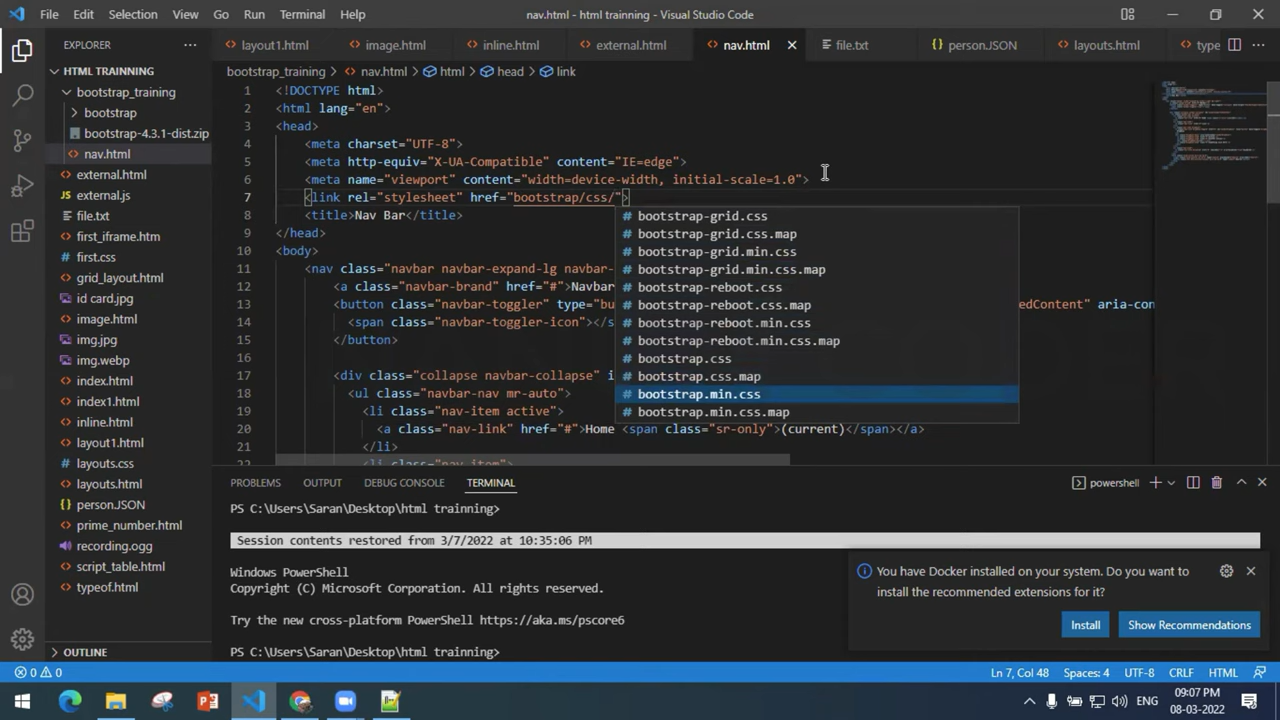 File Edit Selection View Go Run Terminal Help nav.html - html trainning - Visual Studio Code
EXPLORER
layout1.html image.html inline.html external.html nav.html file.txt person.JSON layouts.html type
HTML TRAINNING
bootstrap_training
bootstrap
bootstrap-4.3.1-dist.zip
nav.html
external.html
external.js
file.txt
first_iframe.htm
first.css
grid_layout.html
id card.jpg
image.html
img.jpg
img.webp
index.html
index1.html
inline.html
layout1.html
layouts.css
layouts.html
person.JSON
prime_number.html
recording.ogg
script_table.html
typeof.html
OUTLINE
bootstrap_training > nav.html > html > head > link
1 <!DOCTYPE html>
2 <html lang="en">
3 <head>
4 <meta charset="UTF-8">
5 <meta http-equiv="X-UA-Compatible" content="IE=edge">
6 <meta name="viewport" content="width=device-width, initial-scale=1.0">
7 <link rel="stylesheet" href="bootstrap/css/">
8 <title>Nav Bar</title>
9 </head>
10 <body>
11 <nav class="navbar navbar-expand-lg navbar-
12 <a class="navbar-brand" href="#">Navbar
13 <button class="navbar-toggler" type="bu edContent" aria-con
14 <span class="navbar-toggler-icon"></s
15 </button>
16
17 <div class="collapse navbar-collapse" i
18 <ul class="navbar-nav mr-auto">
19 <li class="nav-item active">
20 <a class="nav-link" href="#">Home <span class="sr-only">(current)</span></a>
21 </li>
22 <li class="nav-item">
bootstrap-grid.css
bootstrap-grid.css.map
bootstrap-grid.min.css
bootstrap-grid.min.css.map
bootstrap-reboot.css
bootstrap-reboot.css.map
bootstrap-reboot.min.css
bootstrap-reboot.min.css.map
bootstrap.css
bootstrap.css.map
bootstrap.min.css
bootstrap.min.css.map
PROBLEMS OUTPUT DEBUG CONSOLE TERMINAL powershell
PS C:\Users\Saran\Desktop\html trainning>
Session contents restored from 3/7/2022 at 10:35:06 PM
Windows PowerShell
Copyright (C) Microsoft Corporation. All rights reserved.
Try the new cross-platform PowerShell https://aka.ms/pscore6
PS C:\Users\Saran\Desktop\html trainning>
You have Docker installed on your system. Do you want to
install the recommended extensions for it?
Install Show Recommendations
0 0 Ln 7, Col 48 Spaces: 4 UTF-8 CRLF HTML
ENG 09:07 PM
08-03-2022